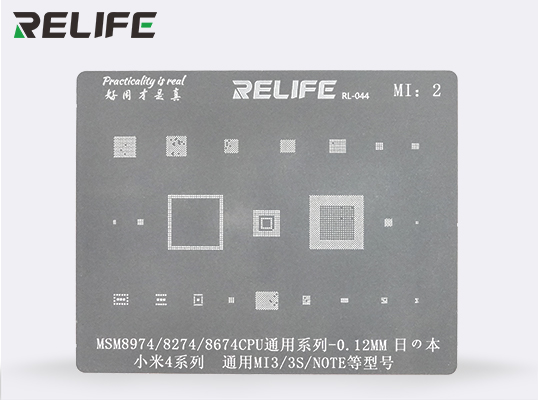 RELIFE
Practicality is real
好用才是真
RELIFE RL-044
MI: 2
MSM8974/8274/8674CPU通用系列-0.12MM 日の本
小米4系列 通用MI3/3S/NOTE等型号